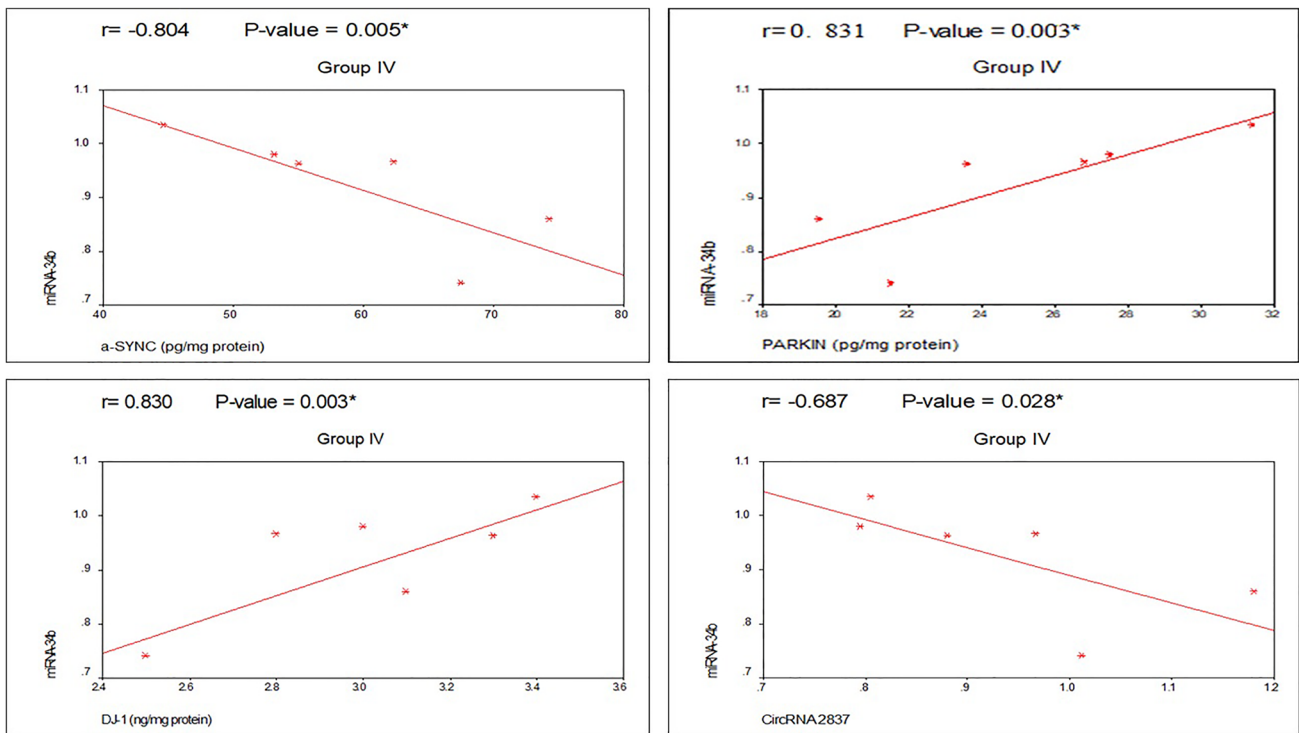 r= -0.804 P-value = 0.005*
Group IV
1.1
1.0
.9
.8
.7
miRNA-34b
40 50 60 70 80
a-SYNC (pg/mg protein)
r=0. 831 P-value = 0.003*
Group IV
1.1
1.0
.9
.8
.7
miRNA-34b
18 20 22 24 26 28 30 32
PARKIN (pg/mg protein)
r= 0.830 P-value = 0.003*
Group IV
1.1
1.0
.9
.8
.7
miRNA-34b
2.4 2.6 2.8 3.0 3.2 3.4 3.6
DJ-1 (ng/mg protein)
r= -0.687 P-value = 0.028*
Group IV
1.1
1.0
.9
.8
.7
miRNA-34b
.7 .8 .9 1.0 1.1 1.2
CircRNA2837